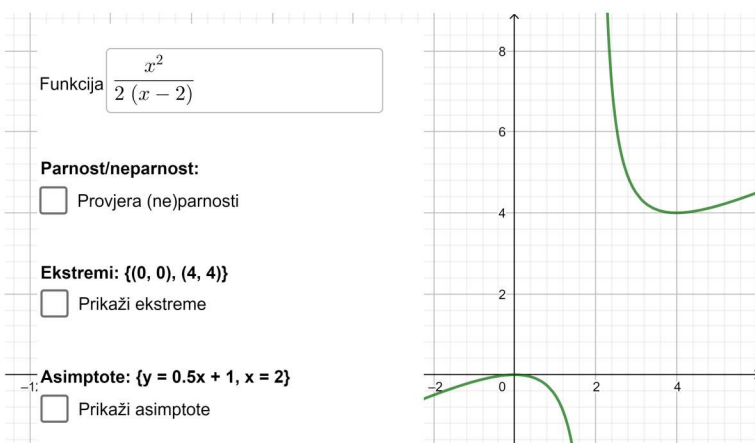 Funkcija x² / 2 (x − 2)
Parnost/neparnost:
Provjera (ne)parnosti
Ekstremi: {(0, 0), (4, 4)}
Prikaži ekstreme
Asimptote: {y = 0.5x + 1, x = 2}
Prikaži asimptote
8
6
4
2
−2 0 2 4